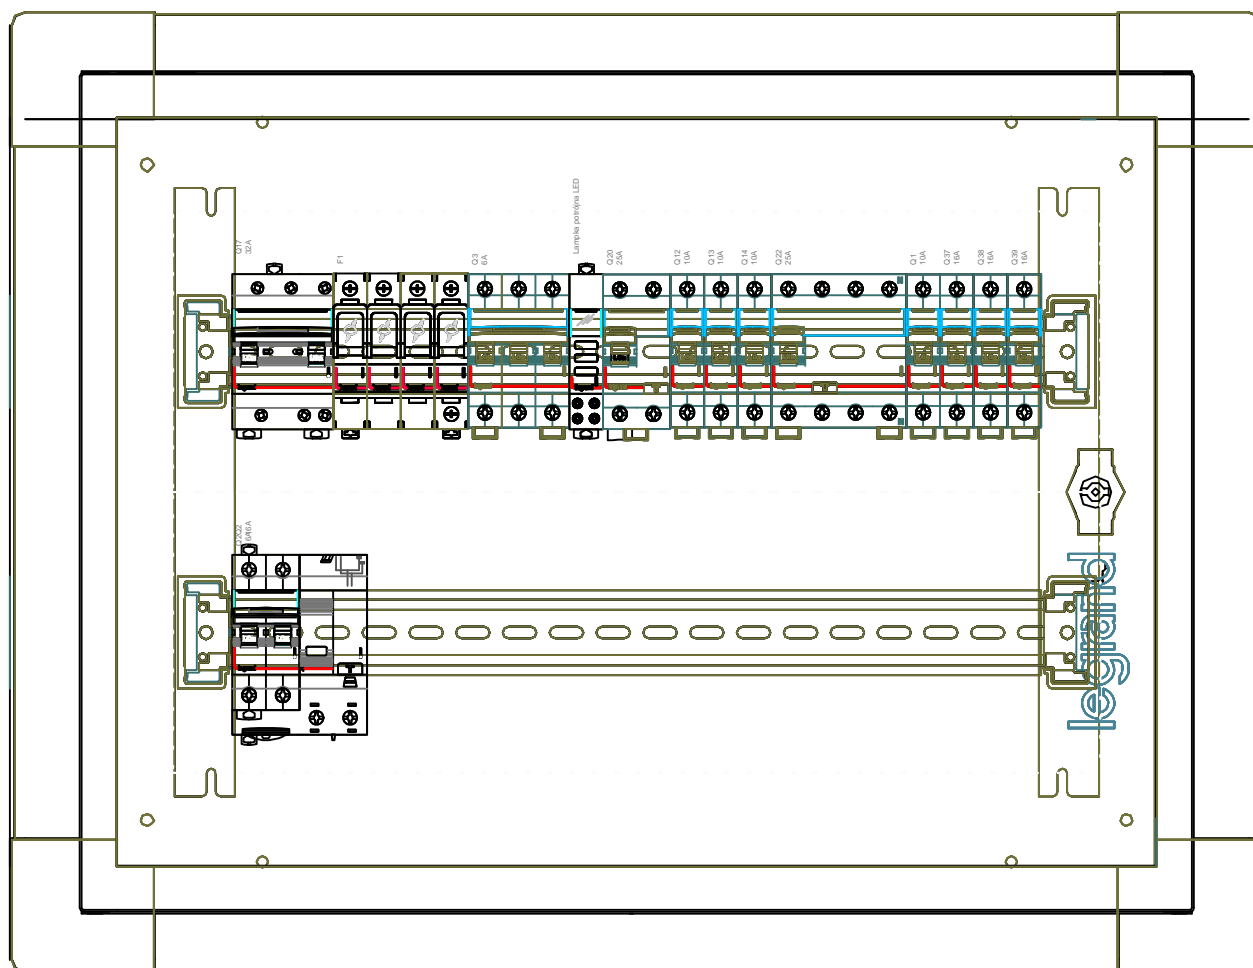 Q17
32A
F1
Q3
6A
Lampka potrójna LED
Q20
25A
Q12
10A
Q13
10A
Q14
10A
Q22
25A
Q1
10A
Q37
16A
Q38
16A
Q39
16A
legrand